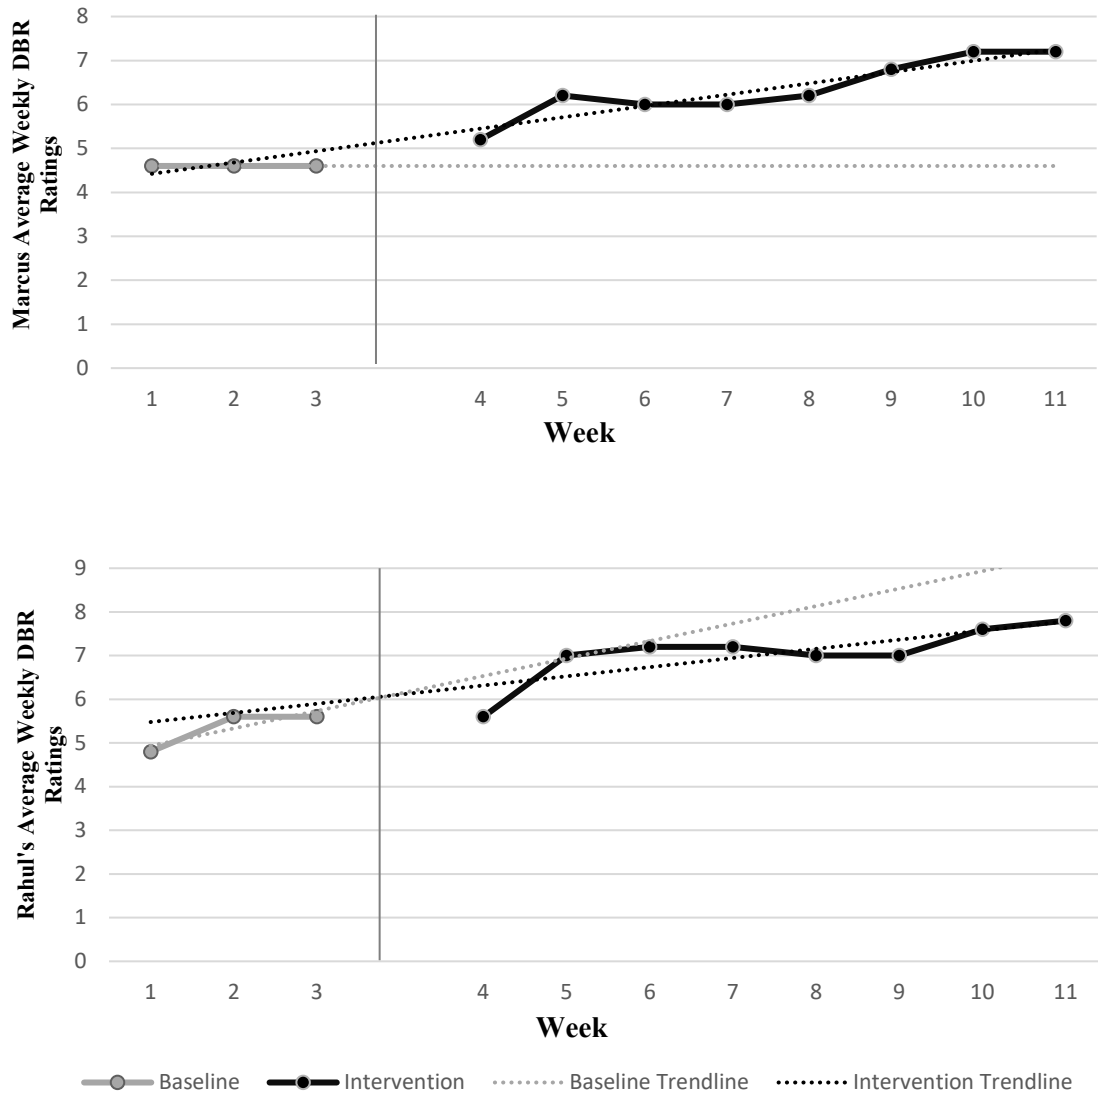 Marcus Average Weekly DBR
Ratings
8
7
6
5
4
3
2
1
0
1 2 3 4 5 6 7 8 9 10 11
Week
Rahul's Average Weekly DBR
Ratings
9
8
7
6
5
4
3
2
1
0
1 2 3 4 5 6 7 8 9 10 11
Week
Baseline Intervention Baseline Trendline Intervention Trendline